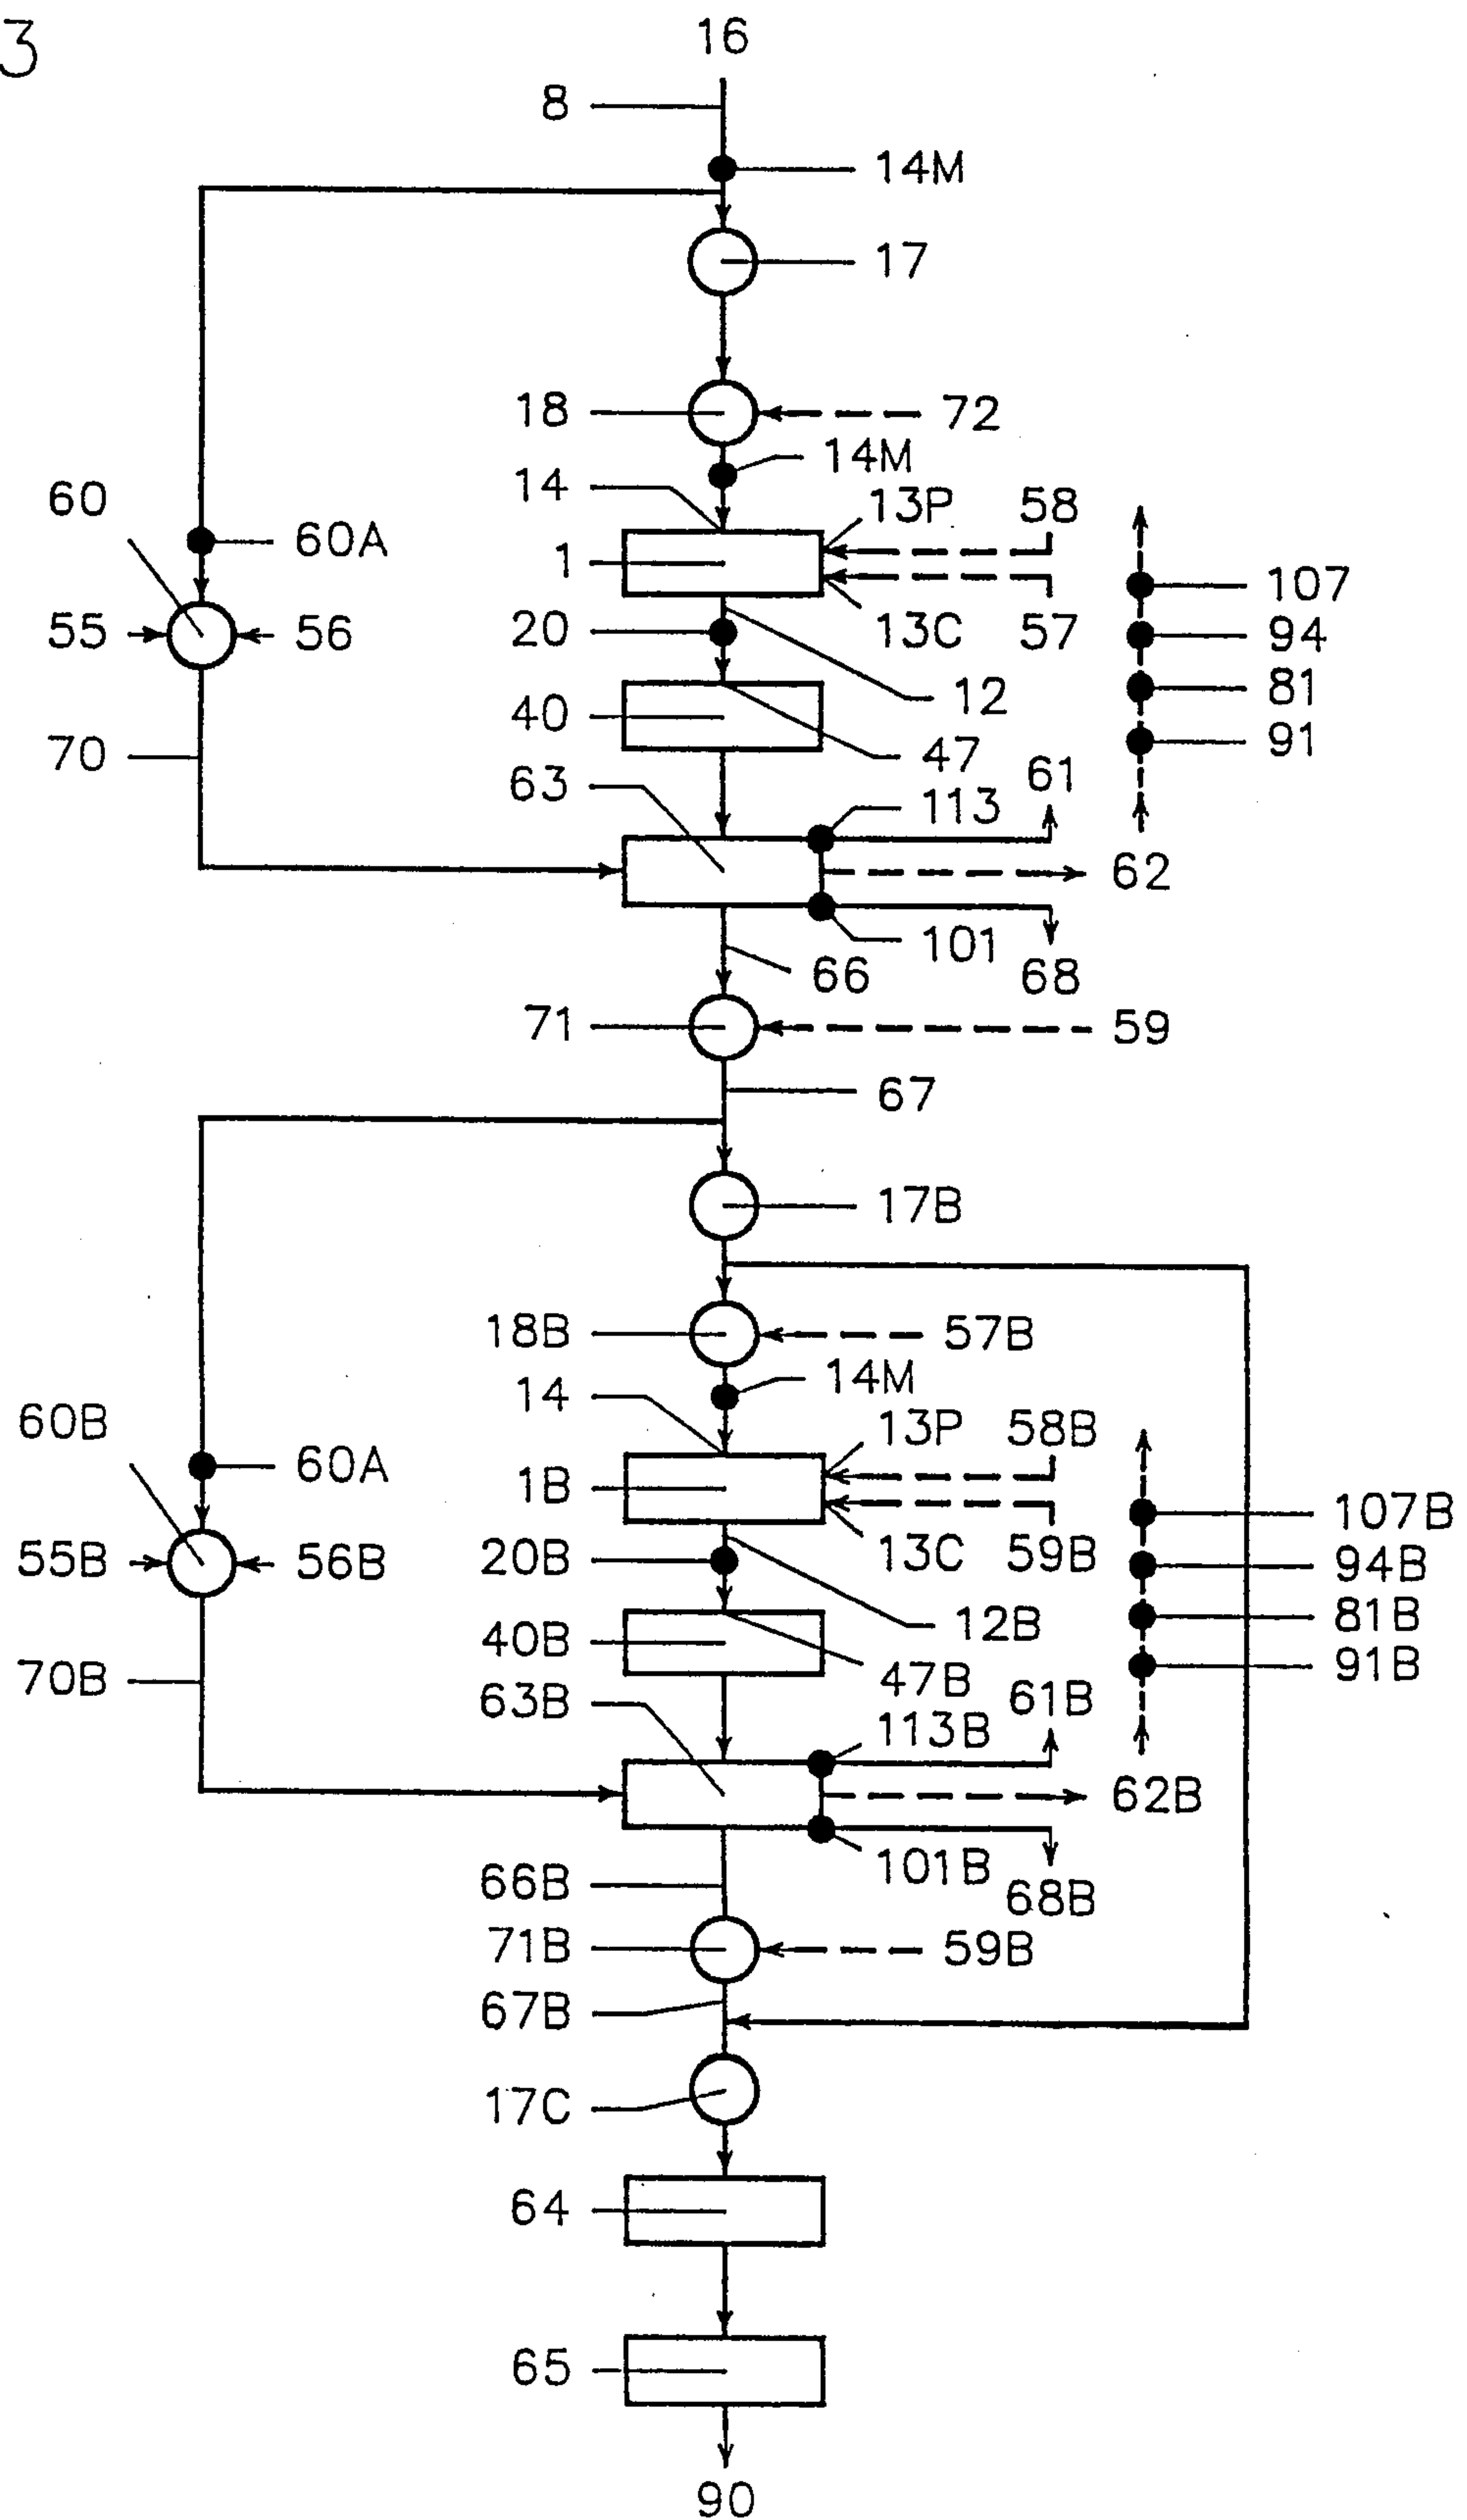 3
16
8
14M
17
18
72
14M
14
13P
58
60
60A
1
107
55
56
20
13C
57
94
12
81
40
47
91
70
63
61
113
62
101
66
68
71
59
67
17B
18B
57B
14
14M
60B
13P
58B
60A
1B
107B
55B
56B
20B
13C
59B
94B
12B
81B
40B
47B
91B
70B
63B
61B
113B
62B
101B
66B
68B
71B
59B
67B
17C
64
65
90